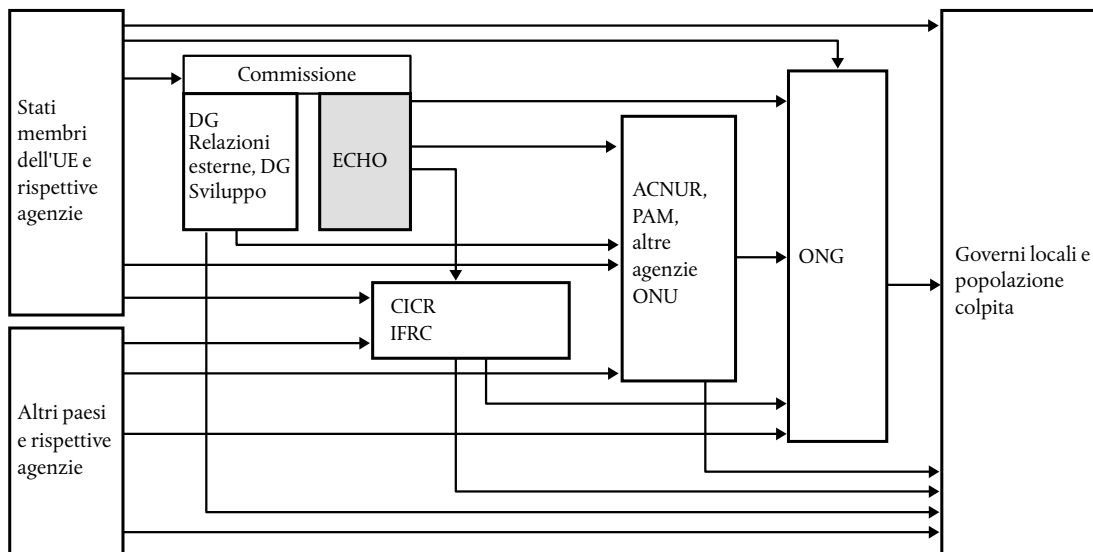 Commissione
Stati
membri
dell'UE e
rispettive
agenzie
DG
Relazioni
esterne, DG
Sviluppo
ECHO
ACNUR,
PAM,
altre
agenzie
ONU
ONG
Governi locali e
popolazione
colpita
CICR
IFRC
Altri paesi
e rispettive
agenzie